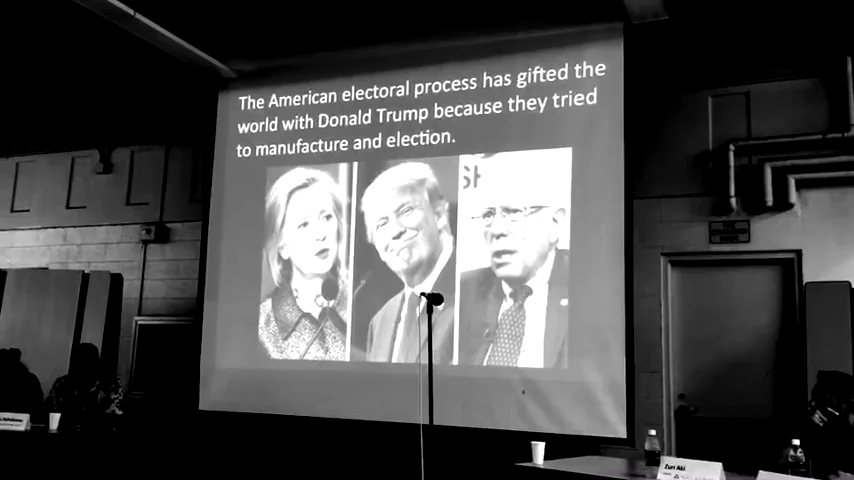 The American electoral process has gifted the
world with Donald Trump because they tried
to manufacture and election.
SH
Zuri Aki